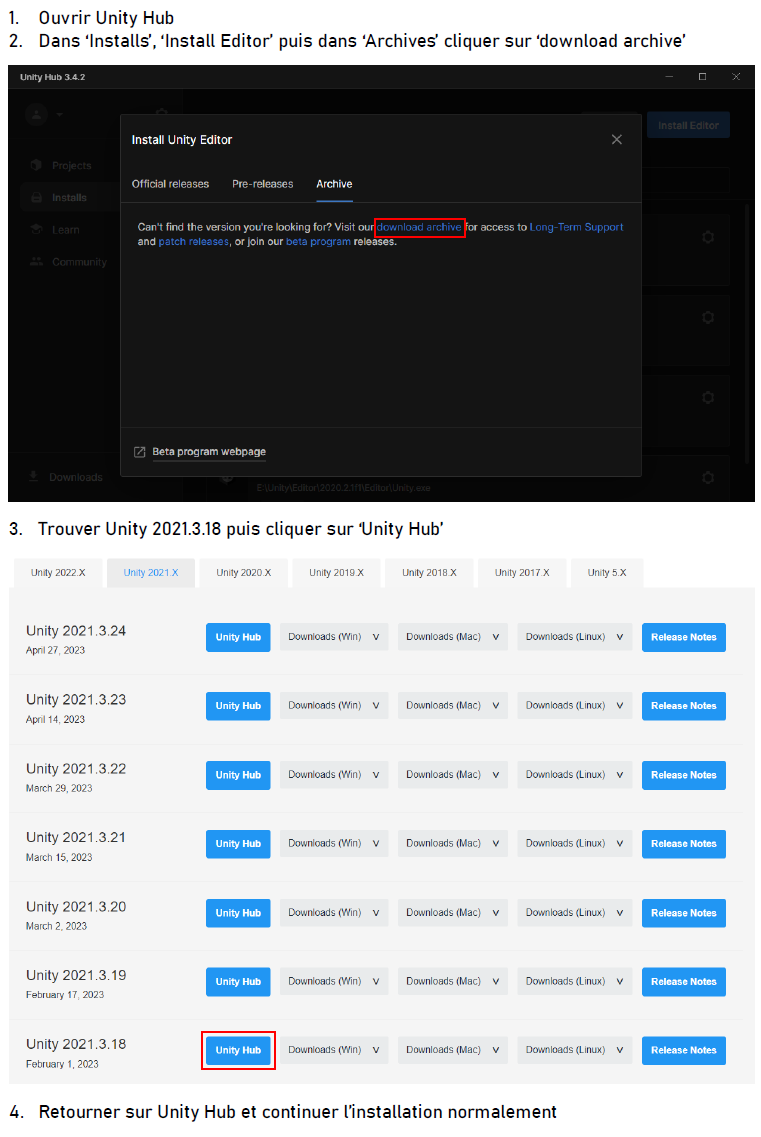 1. Ouvrir Unity Hub
2. Dans ‘Installs’, ‘Install Editor’ puis dans ‘Archives’ cliquer sur ‘download archive’
Unity Hub 3.4.2
Install Unity Editor
Install Editor
Projects
Official releases Pre-releases Archive
Installs
Can't find the version you're looking for? Visit our download archive for access to Long-Term Support
and patch releases, or join our beta program releases.
Learn
Community
Beta program webpage
Downloads
E:\Unity\Editor\2020.2.1f1\Editor\Unity.exe
3. Trouver Unity 2021.3.18 puis cliquer sur ‘Unity Hub’
Unity 2022.X Unity 2021.X Unity 2020.X Unity 2019.X Unity 2018.X Unity 2017.X Unity 5.X
Unity 2021.3.24
April 27, 2023
Unity Hub Downloads (Win) Downloads (Mac) Downloads (Linux) Release Notes
Unity 2021.3.23
April 14, 2023
Unity Hub Downloads (Win) Downloads (Mac) Downloads (Linux) Release Notes
Unity 2021.3.22
March 29, 2023
Unity Hub Downloads (Win) Downloads (Mac) Downloads (Linux) Release Notes
Unity 2021.3.21
March 15, 2023
Unity Hub Downloads (Win) Downloads (Mac) Downloads (Linux) Release Notes
Unity 2021.3.20
March 2, 2023
Unity Hub Downloads (Win) Downloads (Mac) Downloads (Linux) Release Notes
Unity 2021.3.19
February 17, 2023
Unity Hub Downloads (Win) Downloads (Mac) Downloads (Linux) Release Notes
Unity 2021.3.18
February 1, 2023
Unity Hub Downloads (Win) Downloads (Mac) Downloads (Linux) Release Notes
4. Retourner sur Unity Hub et continuer l’installation normalement